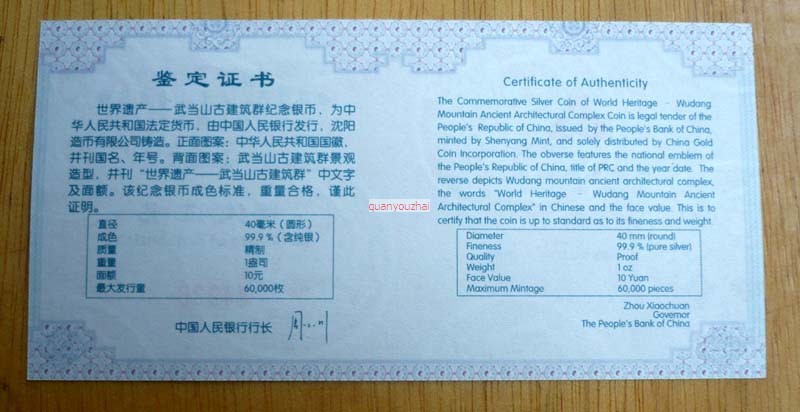 鉴定证书
世界遗产——武当山古建筑群纪念银币，为中
华人民共和国法定货币，由中国人民银行发行，沈阳
造币有限公司铸造。正面图案：中华人民共和国国徽，
并刊国名、年号。背面图案：武当山古建筑群景观
造型，并刊“世界遗产——武当山古建筑群”中文字
及面额。该纪念银币成色标准，重量合格，谨此
证明。
直径 40毫米（圆形）
成色 99.9％（含纯银）
质量 精制
重量 1盎司
面额 10元
最大发行量 60,000枚
中国人民银行行长
Certificate of Authenticity
The Commemorative Silver Coin of World Heritage - Wudang
Mountain Ancient Architectural Complex Coin is legal tender of the
People's Republic of China, issued by the People's Bank of China,
minted by Shenyang Mint, and solely distributed by China Gold
Coin Incorporation. The obverse features the national emblem of
the People's Republic of China, title of PRC and the year date. The
reverse depicts Wudang mountain ancient architectural complex,
the words "World Heritage - Wudang Mountain Ancient
Architectural Complex" in Chinese and the face value. This is to
certify that the coin is up to standard as to its fineness and weight
Diameter 40 mm (round)
Fineness 99.9 % (pure silver)
Quality Proof
Weight 1 oz
Face Value 10 Yuan
Maximum Mintage 60,000 pieces
Zhou Xiaochuan
Governor
The People's Bank of China
quanyouzhai